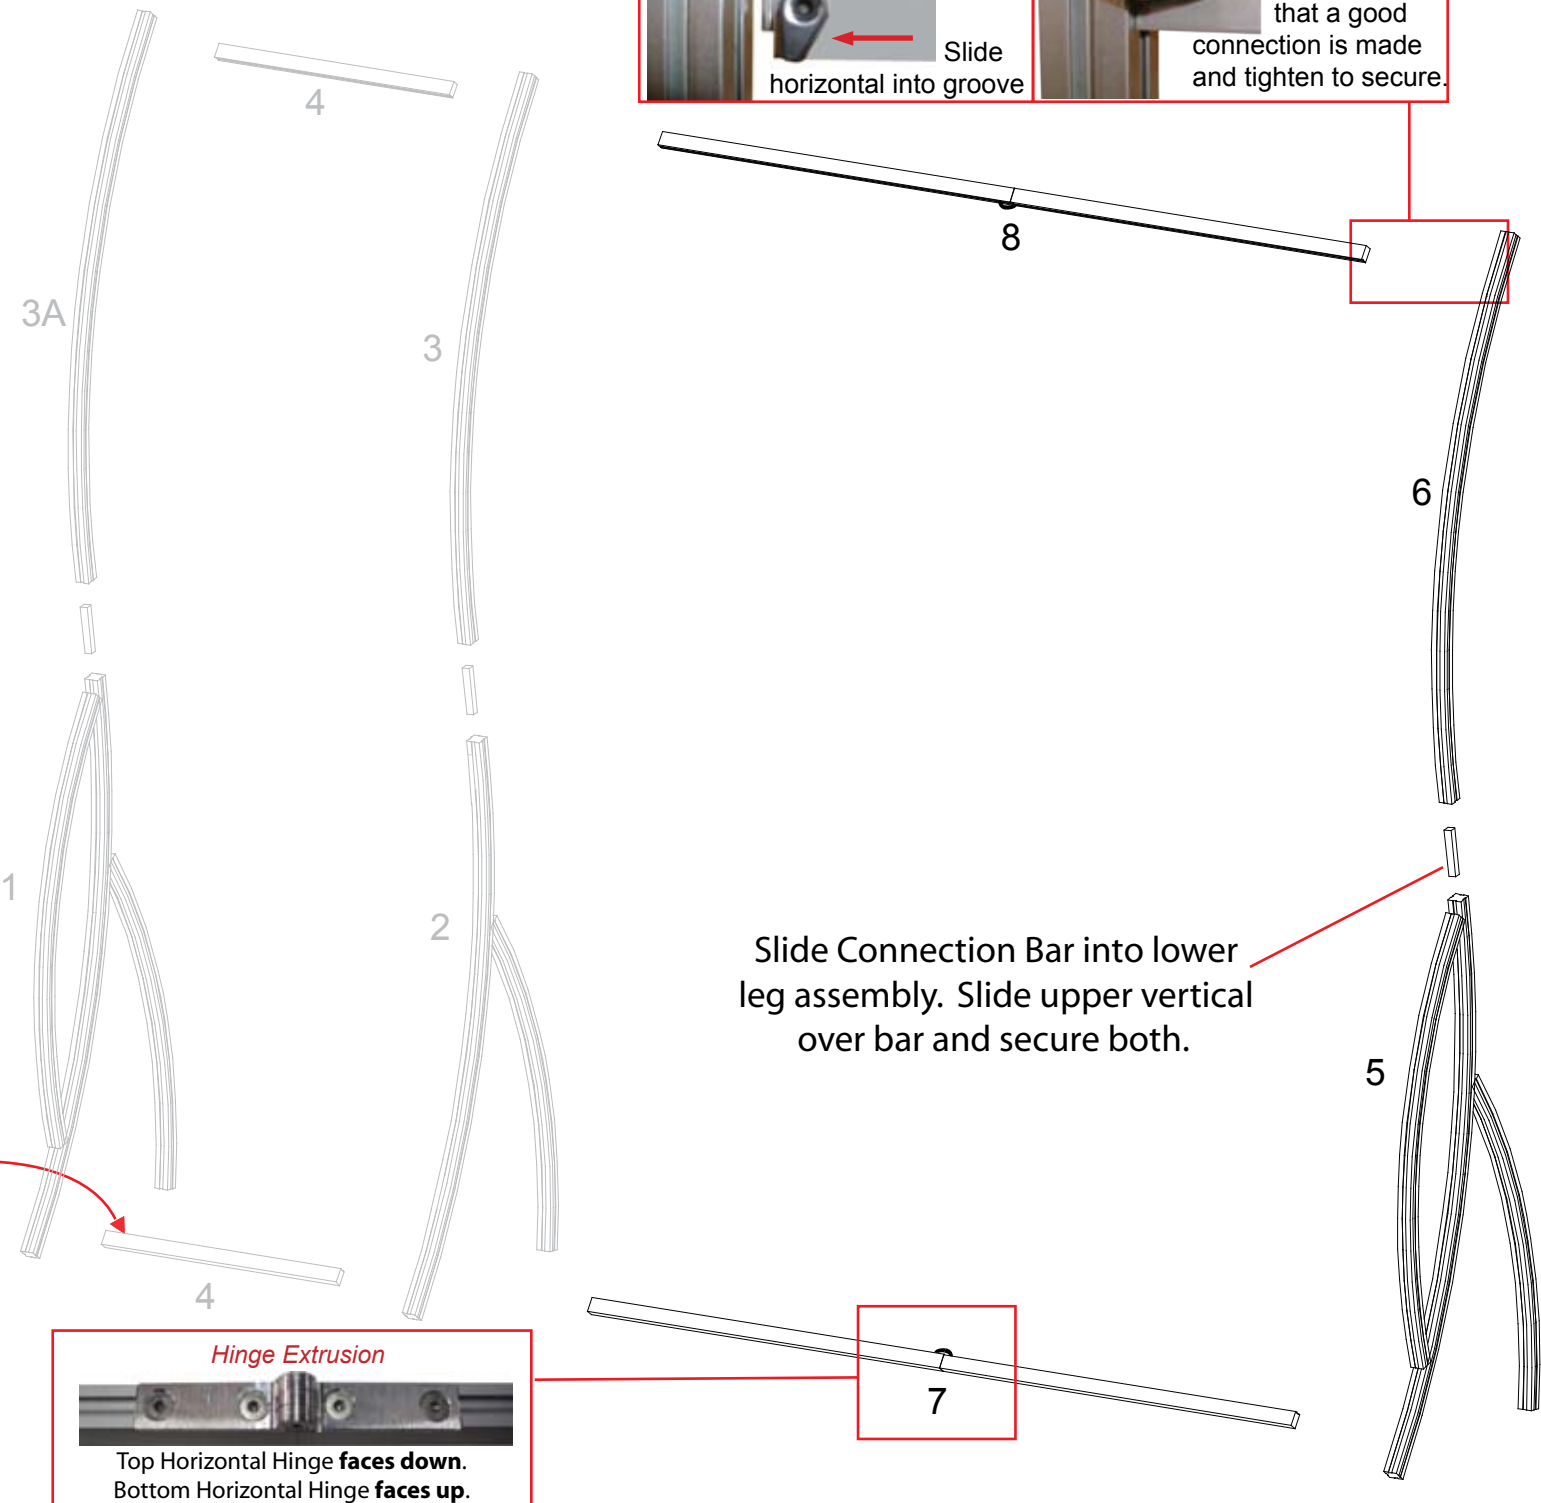 that a good
connection is made
and tighten to secure.
Slide
horizontal into groove
4
8
3A
3
6
1
2
Slide Connection Bar into lower
leg assembly.  Slide upper vertical
over bar and secure both.
5
4
7
Hinge Extrusion
Top Horizontal Hinge faces down.
Bottom Horizontal Hinge faces up.